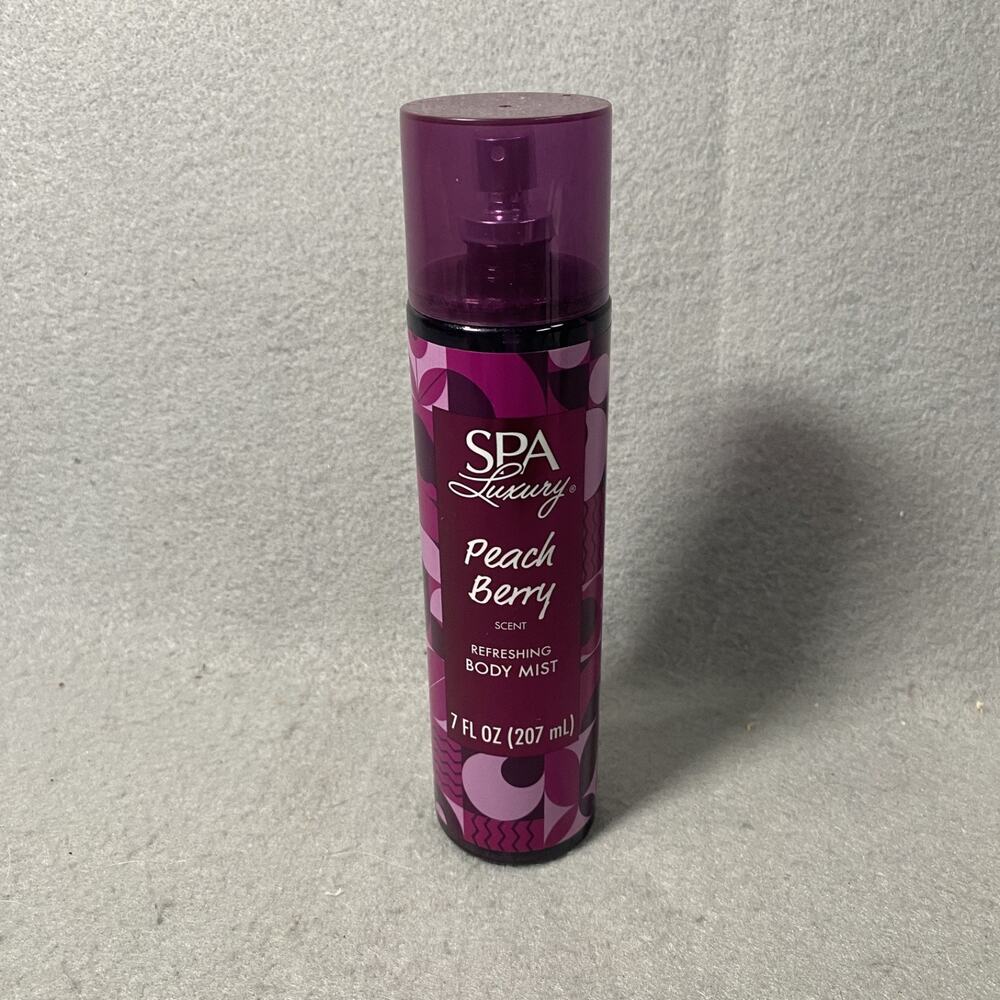 SPA
Luxury®
Peach
Berry
SCENT
REFRESHING
BODY MIST
7 FL OZ (207 mL)